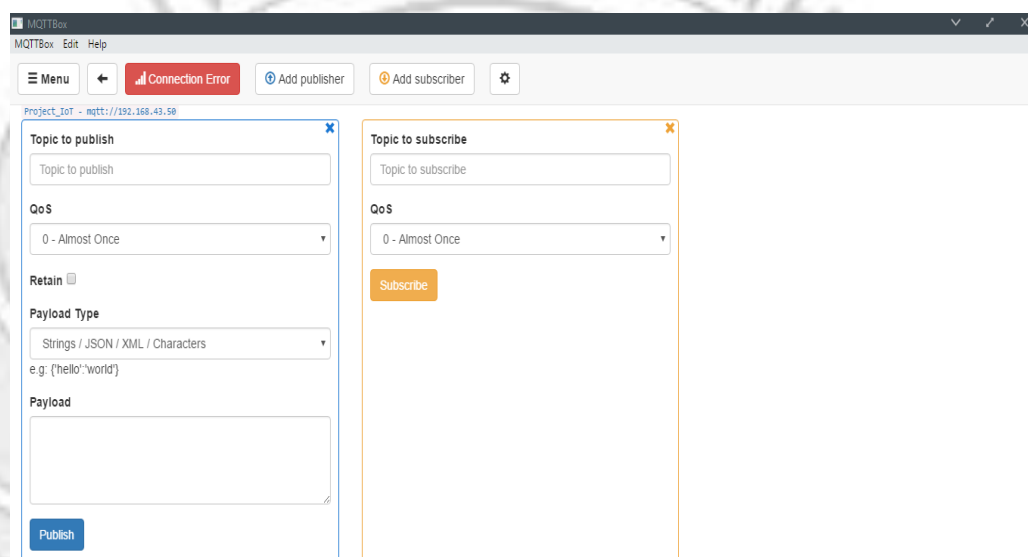 MQTTBox
MQTTBox Edit Help
Menu
Connection Error
Add publisher
Add subscriber
Project_IoT - mqtt://192.168.43.50
Topic to publish
Topic to publish
QoS
0 - Almost Once
Retain
Payload Type
Strings / JSON / XML / Characters
e.g: {'hello':'world'}
Payload
Publish
Topic to subscribe
Topic to subscribe
QoS
0 - Almost Once
Subscribe